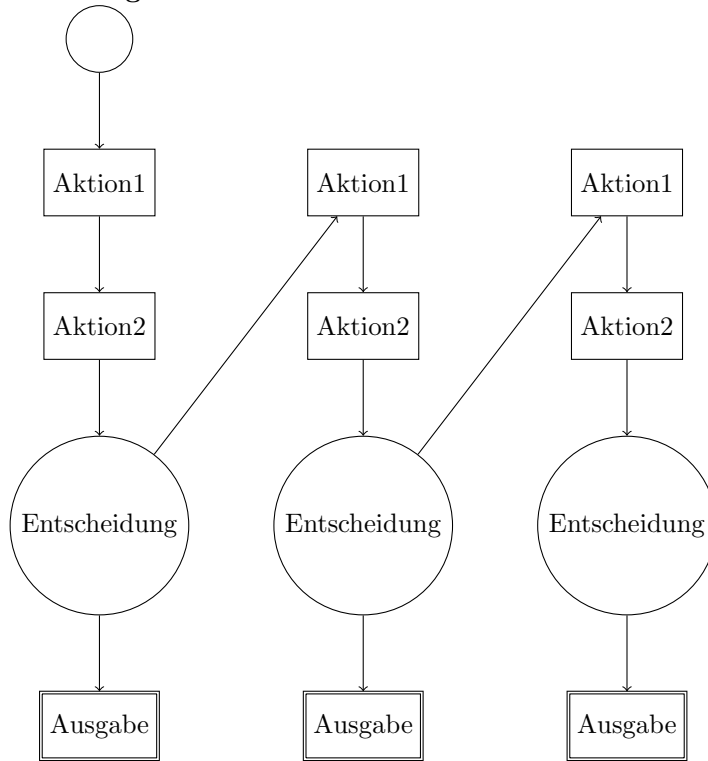 Aktion1
Aktion1
Aktion1
Aktion2
Aktion2
Aktion2
Entscheidung
Entscheidung
Entscheidung
Ausgabe
Ausgabe
Ausgabe